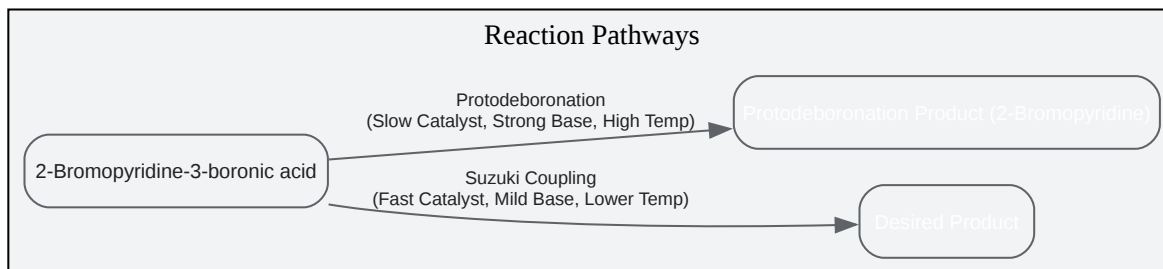 Reaction Pathways
Protodeboronation
(Slow Catalyst, Strong Base, High Temp)
Protodeboronation Product (2-Bromopyridine)
2-Bromopyridine-3-boronic acid
Suzuki Coupling
(Fast Catalyst, Mild Base, Lower Temp)
Desired Product